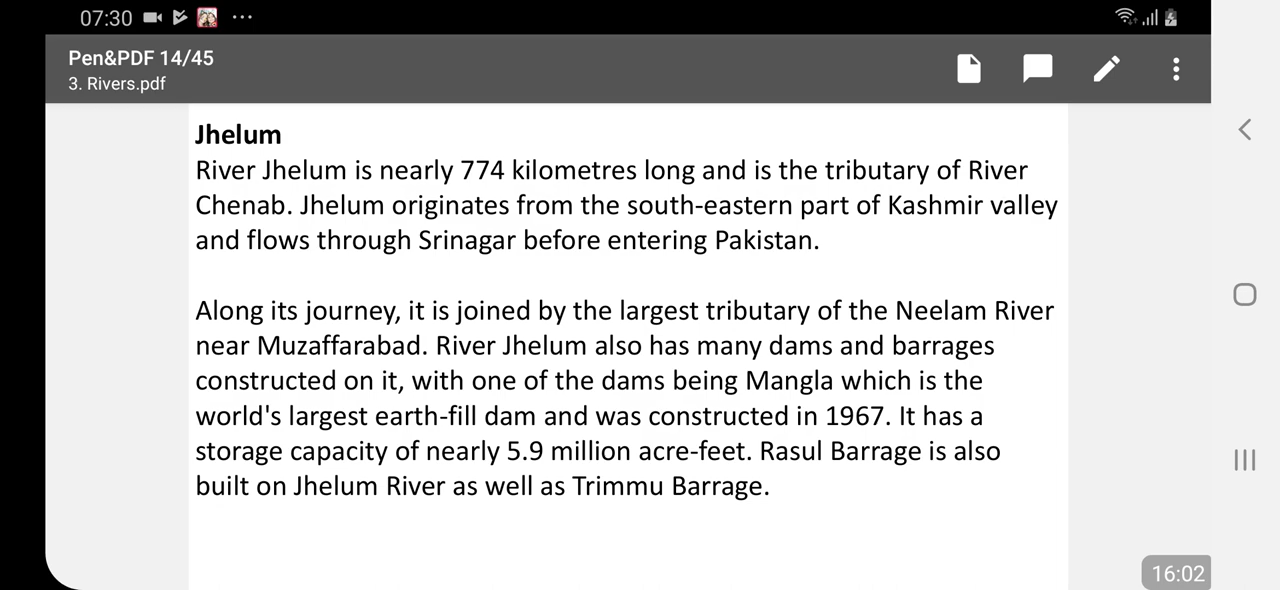 07:30
Pen&PDF 14/45
3. Rivers.pdf
Jhelum
River Jhelum is nearly 774 kilometres long and is the tributary of River
Chenab. Jhelum originates from the south-eastern part of Kashmir valley
and flows through Srinagar before entering Pakistan.
Along its journey, it is joined by the largest tributary of the Neelam River
near Muzaffarabad. River Jhelum also has many dams and barrages
constructed on it, with one of the dams being Mangla which is the
world's largest earth-fill dam and was constructed in 1967. It has a
storage capacity of nearly 5.9 million acre-feet. Rasul Barrage is also
built on Jhelum River as well as Trimmu Barrage.
16:02